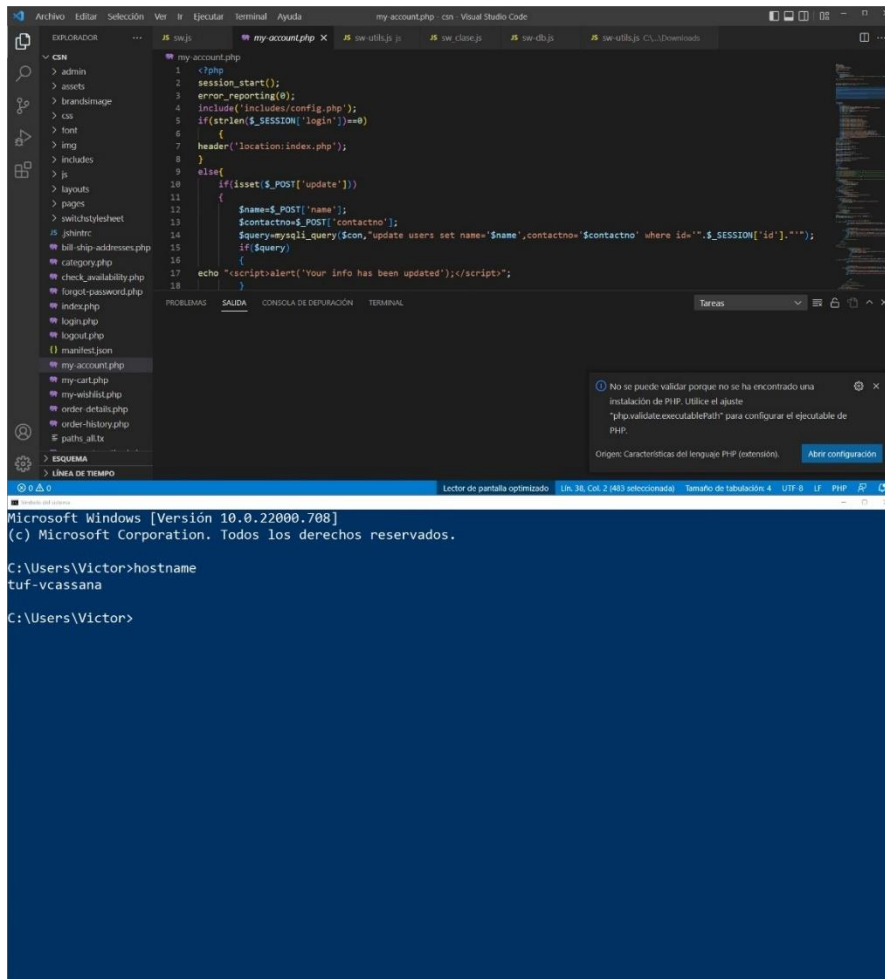 Archivo Editar Selección Ver Ir Ejecutar Terminal Ayuda my-account.php - csn - Visual Studio Code
EXPLORADOR
JS sw.js my-account.php JS sw-utils.js js JS sw_clase.js JS sw-db.js JS sw-utils.js C:\...\Downloads
CSN
admin
assets
brandsimage
css
font
img
includes
js
layouts
pages
switchstylesheet
JS .jshintrc
bill-ship-addresses.php
category.php
check_availability.php
forgot-password.php
index.php
login.php
logout.php
{} manifest.json
my-account.php
my-cart.php
my-wishlist.php
order-details.php
order-history.php
paths_all.tx
ESQUEMA
LÍNEA DE TIEMPO
my-account.php
1 <?php
2 session_start();
3 error_reporting(0);
4 include('includes/config.php');
5 if(strlen($_SESSION['login'])==0)
6 {
7 header('location:index.php');
8 }
9 else{
10 if(isset($_POST['update']))
11 {
12 $name=$_POST['name'];
13 $contactno=$_POST['contactno'];
14 $query=mysqli_query($con,"update users set name='$name',contactno='$contactno' where id='".$_SESSION['id']."'");
15 if($query)
16 {
17 echo "<script>alert('Your info has been updated');</script>";
18 }
PROBLEMAS SALIDA CONSOLA DE DEPURACIÓN TERMINAL Tareas
No se puede validar porque no se ha encontrado una
instalación de PHP. Utilice el ajuste
"php.validate.executablePath" para configurar el ejecutable de
PHP.
Origen: Características del lenguaje PHP (extensión). Abrir configuración
0 0 Lector de pantalla optimizado Lín. 38, Col. 2 (483 seleccionada) Tamaño de tabulación: 4 UTF-8 LF PHP
Microsoft Windows [Versión 10.0.22000.708]
(c) Microsoft Corporation. Todos los derechos reservados.
C:\Users\Victor>hostname
tuf-vcassana
C:\Users\Victor>